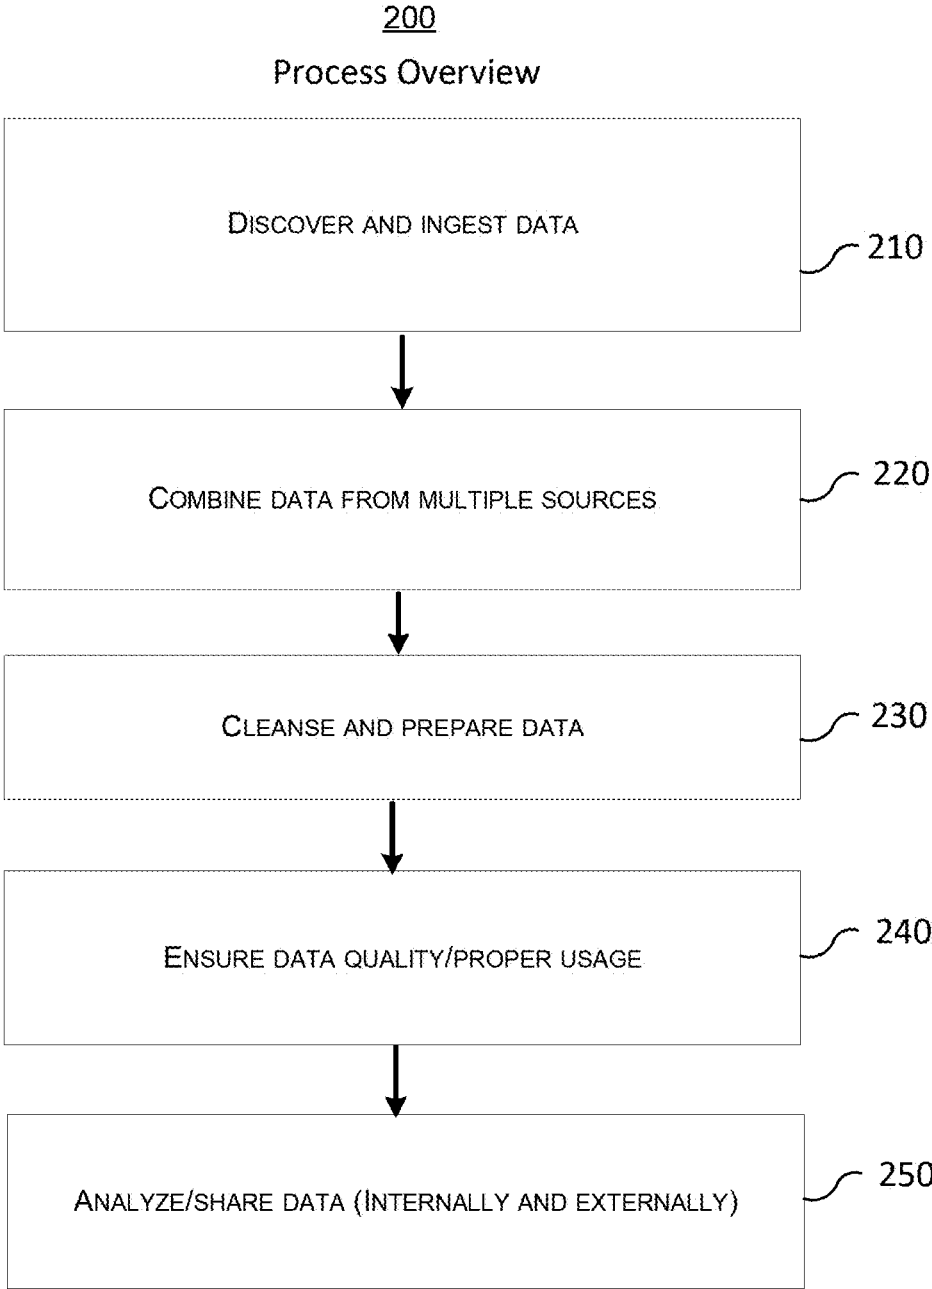 200
Process Overview
DISCOVER AND INGEST DATA
210
COMBINE DATA FROM MULTIPLE SOURCES
220
CLEANSE AND PREPARE DATA
230
ENSURE DATA QUALITY/PROPER USAGE
240
ANALYZE/SHARE DATA (INTERNALLY AND EXTERNALLY)
250